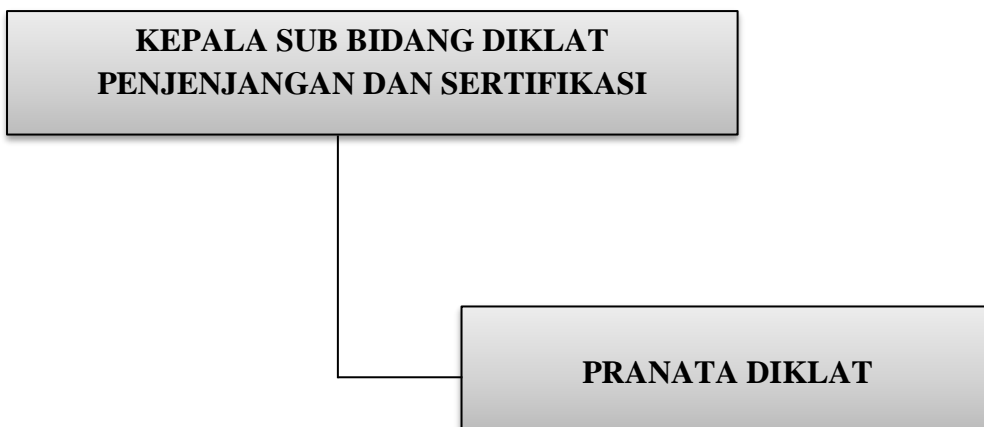 KEPALA SUB BIDANG DIKLAT
PENJENJANGAN DAN SERTIFIKASI
PRANATA DIKLAT